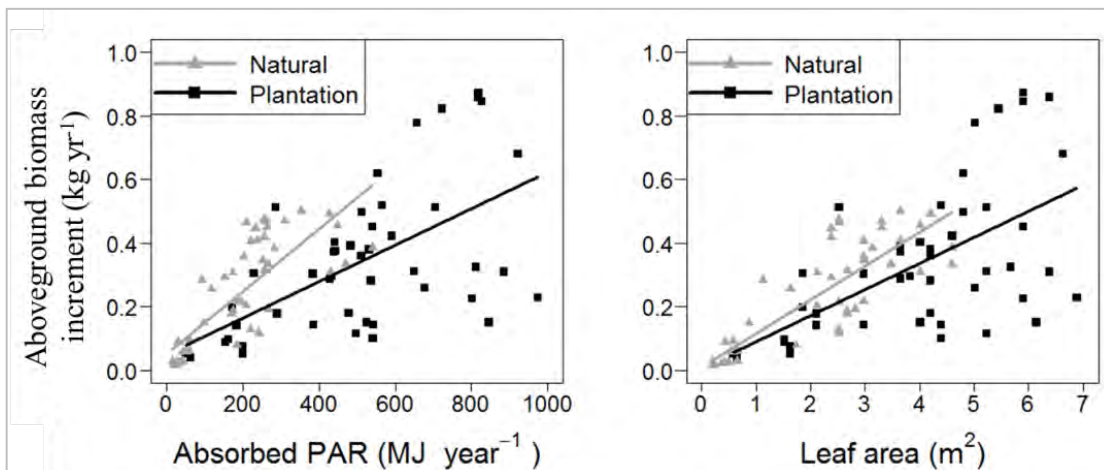 Aboveground biomass
increment (kg yr⁻¹)
1.0
0.8
0.6
0.4
0.2
0.0
Natural
Plantation
0 200 400 600 800 1000
Absorbed PAR (MJ year⁻¹)
1.0
0.8
0.6
0.4
0.2
0.0
Natural
Plantation
0 1 2 3 4 5 6 7
Leaf area (m²)